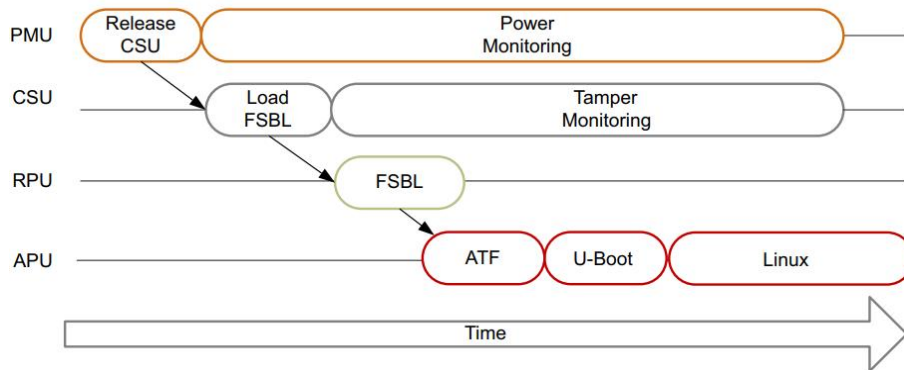 PMU
Release
CSU
Power
Monitoring
CSU
Load
FSBL
Tamper
Monitoring
RPU
FSBL
APU
ATF
U-Boot
Linux
Time